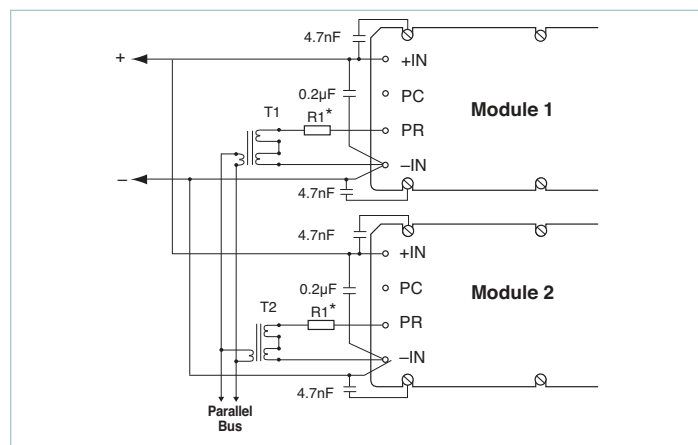 4.7nF
+
+IN
0.2µF
PC
T1
R1*
Module 1
PR
–IN
–
4.7nF
4.7nF
+IN
0.2µF
PC
T2
R1*
Module 2
PR
–IN
4.7nF
Parallel
Bus